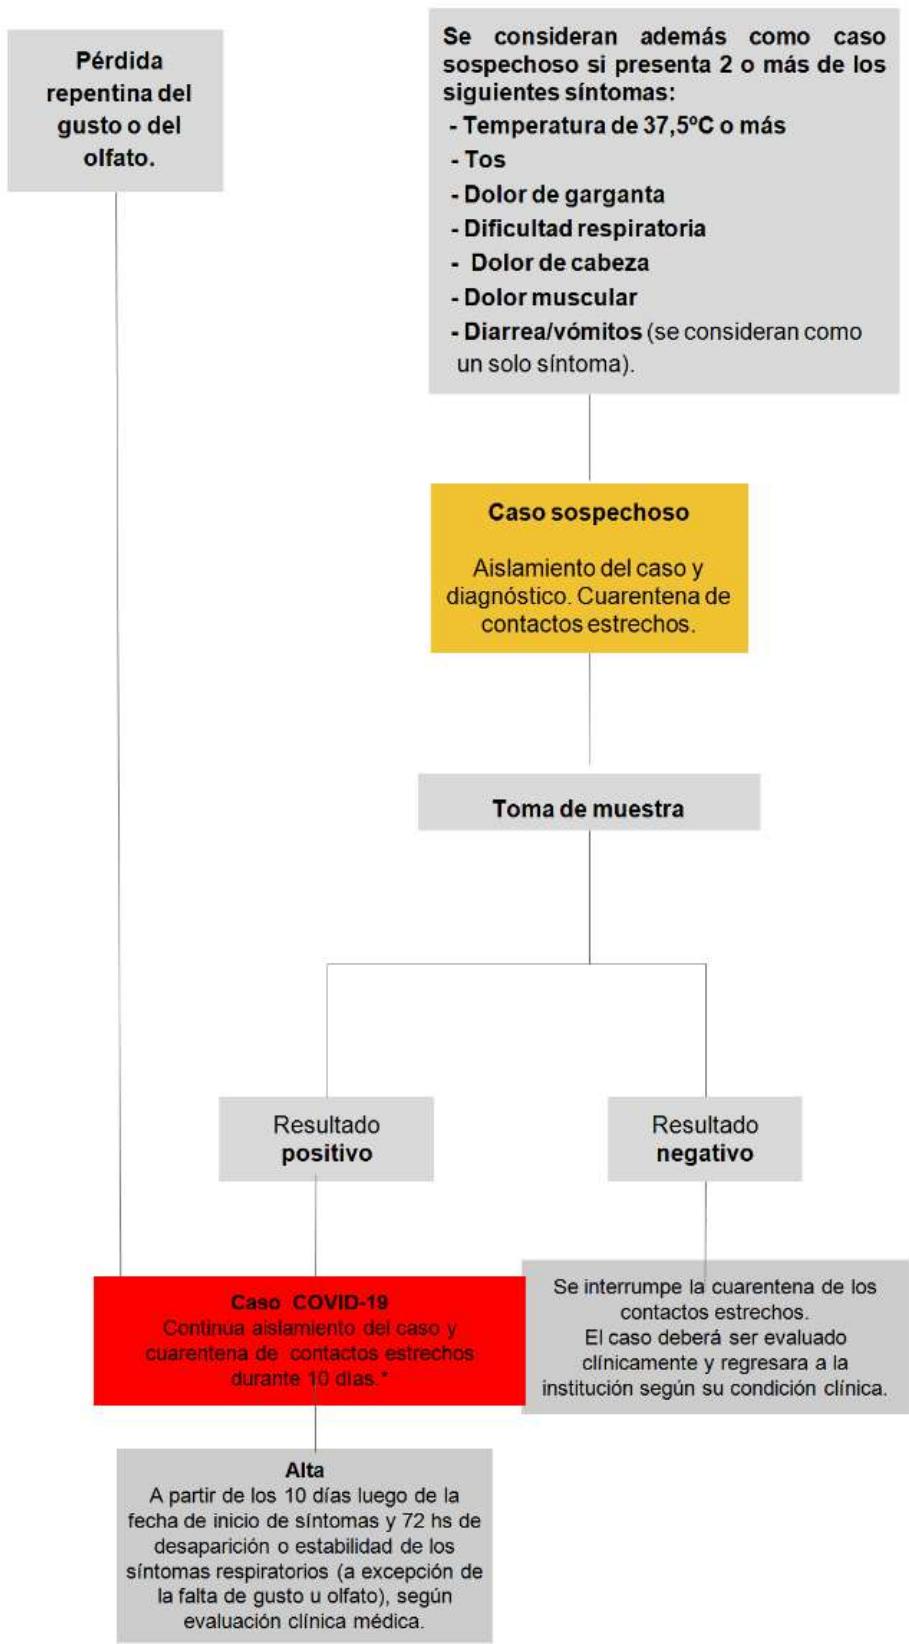 Pérdida
repentina del
gusto o del
olfato.
Se consideran además como caso
sospechoso si presenta 2 o más de los
siguientes síntomas:
- Temperatura de 37,5ºC o más
- Tos
- Dolor de garganta
- Dificultad respiratoria
- Dolor de cabeza
- Dolor muscular
- Diarrea/vómitos (se consideran como
un solo síntoma).
Caso sospechoso
Aislamiento del caso y
diagnóstico. Cuarentena de
contactos estrechos.
Toma de muestra
Resultado
positivo
Resultado
negativo
Caso COVID-19
Continua aislamiento del caso y
cuarentena de contactos estrechos
durante 10 días.*
Se interrumpe la cuarentena de los
contactos estrechos.
El caso deberá ser evaluado
clínicamente y regresara a la
institución según su condición clínica.
Alta
A partir de los 10 días luego de la
fecha de inicio de síntomas y 72 hs de
desaparición o estabilidad de los
síntomas respiratorios (a excepción de
la falta de gusto u olfato), según
evaluación clínica médica.